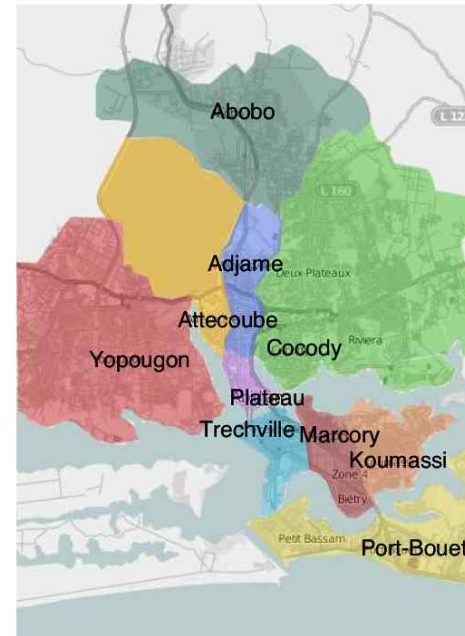 Abobo
L 12
L 160
Adjame
Deux-Plateaux
Attecoube
Cocody
Riviera
Yopougon
Plateau
Trechville
Marcory
Koumassi
Zone 4
Biétry
Petit Bassam
Port-Bouet